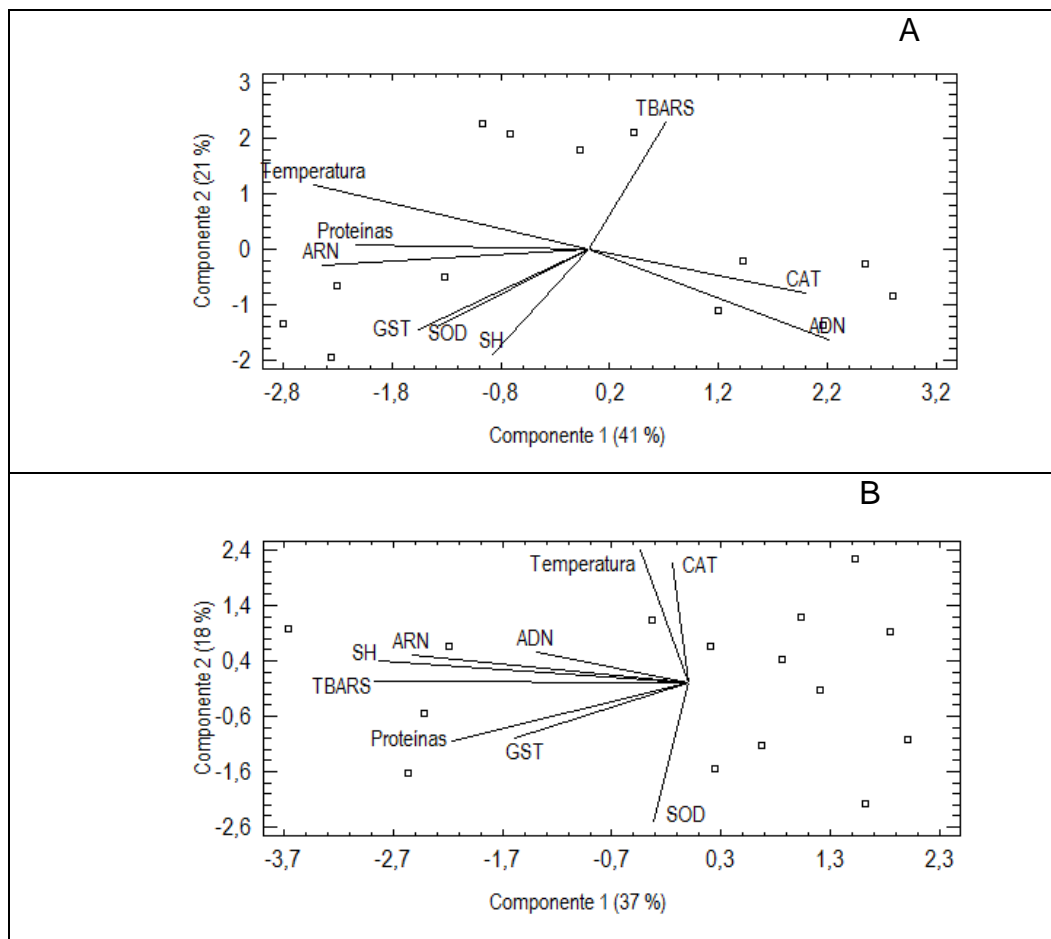 A
3
2
1
0
-1
-2
Componente 2 (21 %)
TBARS
Temperatura
Proteínas
ARN
CAT
GST
SOD
SH
ADN
-2,8 -1,8 -0,8 0,2 1,2 2,2 3,2
Componente 1 (41 %)
B
2,4
1,4
0,4
-0,6
-1,6
-2,6
Componente 2 (18 %)
Temperatura
CAT
ARN
ADN
SH
TBARS
Proteínas
GST
SOD
-3,7 -2,7 -1,7 -0,7 0,3 1,3 2,3
Componente 1 (37 %)